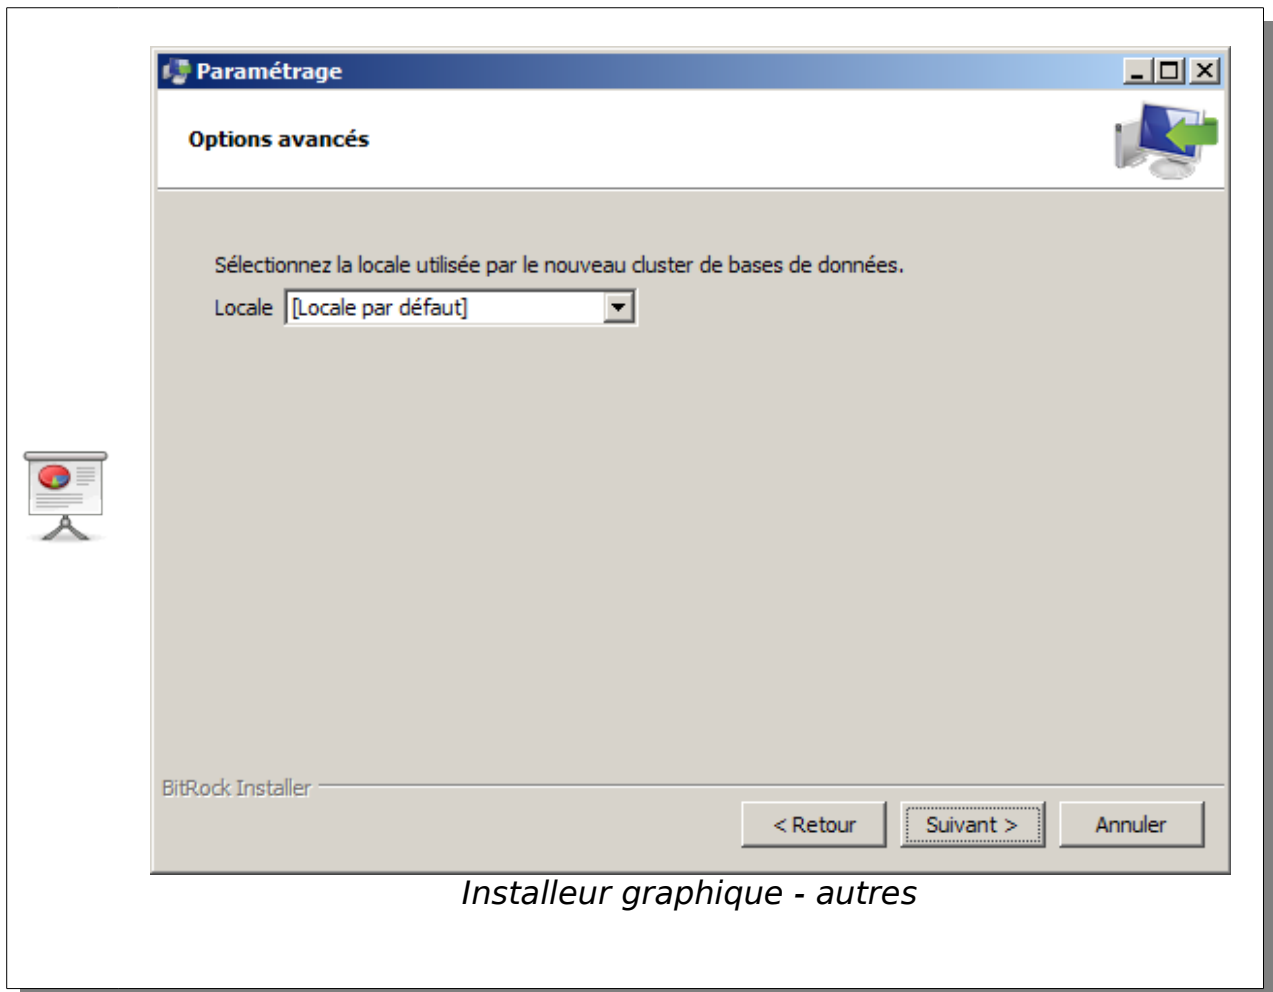 Paramétrage
Options avancés
Sélectionnez la locale utilisée par le nouveau cluster de bases de données.
Locale [Locale par défaut]
BitRock Installer
< Retour Suivant > Annuler
Installeur graphique - autres